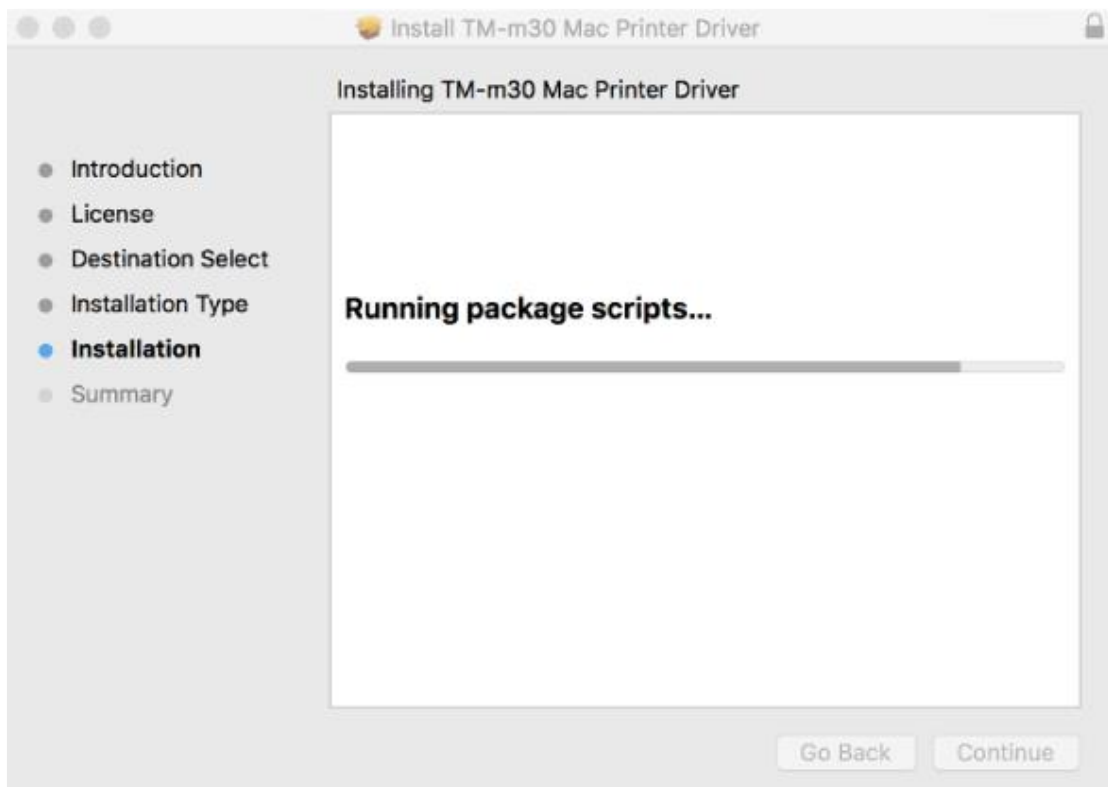 Install TM-m30 Mac Printer Driver
Installing TM-m30 Mac Printer Driver
Introduction
License
Destination Select
Installation Type
Installation
Summary
Running package scripts...
Go Back
Continue